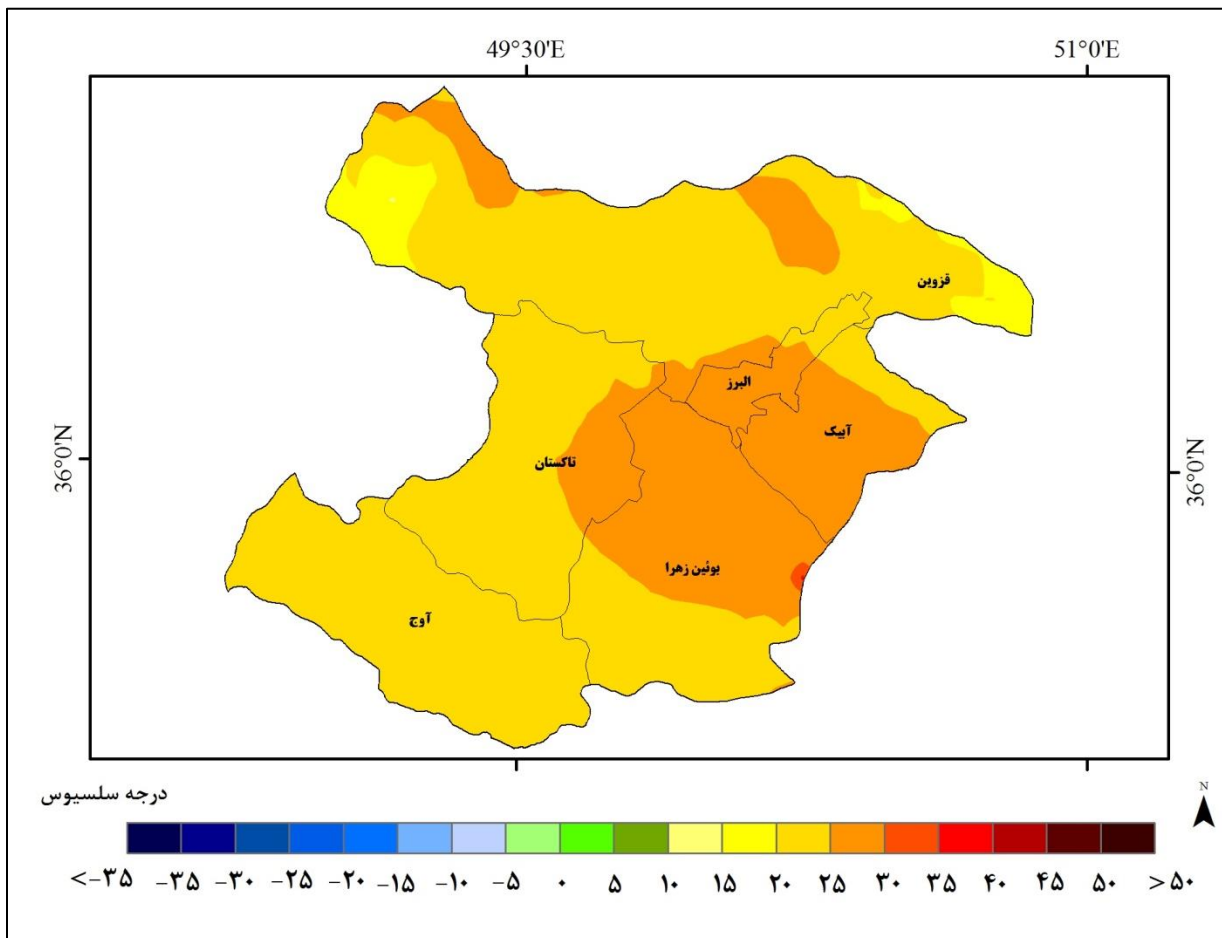 49°30'E
51°0'E
قزوین
البرز
آبیک
36°0'N
36°0'N
تاکستان
بوئین زهرا
آوج
درجه سلسیوس
N
<-۳۵ -۳۵ -۳۰ -۲۵ -۲۰ -۱۵ -۱۰ -۵ ۰ ۵ ۱۰ ۱۵ ۲۰ ۲۵ ۳۰ ۳۵ ۴۰ ۴۵ ۵۰ >۵۰